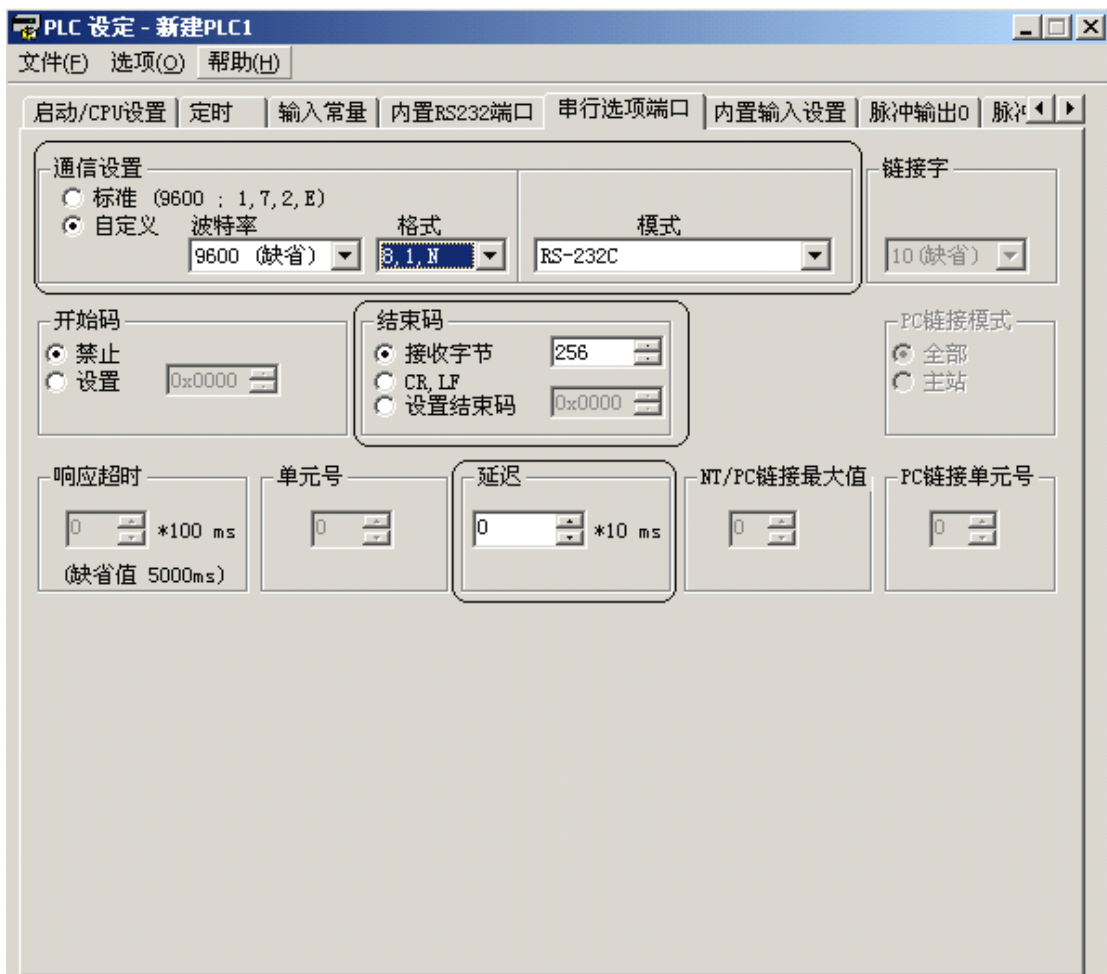 PLC 设定 - 新建PLC1
文件(F) 选项(O) 帮助(H)
启动/CPU设置 定时 输入常量 内置RS232端口 串行选项端口 内置输入设置 脉冲输出0
通信设置 链接字
标准 (9600 ; 1,7,2,E)
自定义 波特率 格式 模式
9600 (缺省) 8,1,N RS-232C 10(缺省)
开始码 结束码 PC链接模式
禁止 接收字节 256 全部
设置 0x0000 CR,LF 主站
设置结束码 0x0000
响应超时 单元号 延迟 NT/PC链接最大值 PC链接单元号
0 *100 ms 0 0 *10 ms 0 0
(缺省值 5000ms)